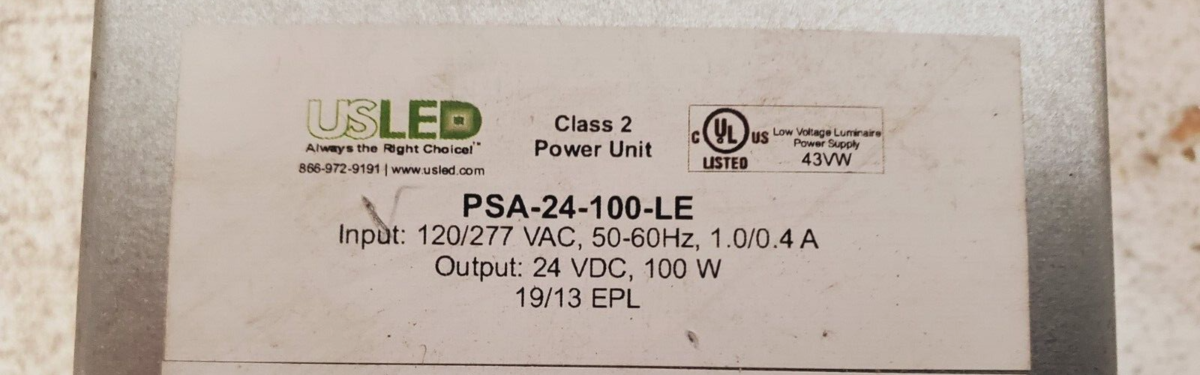 USLED
Always the Right Choice!™
866-972-9191 | www.usled.com
Class 2
Power Unit
C UL US
LISTED
Low Voltage Luminaire
Power Supply
43VW
PSA-24-100-LE
Input: 120/277 VAC, 50-60Hz, 1.0/0.4 A
Output: 24 VDC, 100 W
19/13 EPL